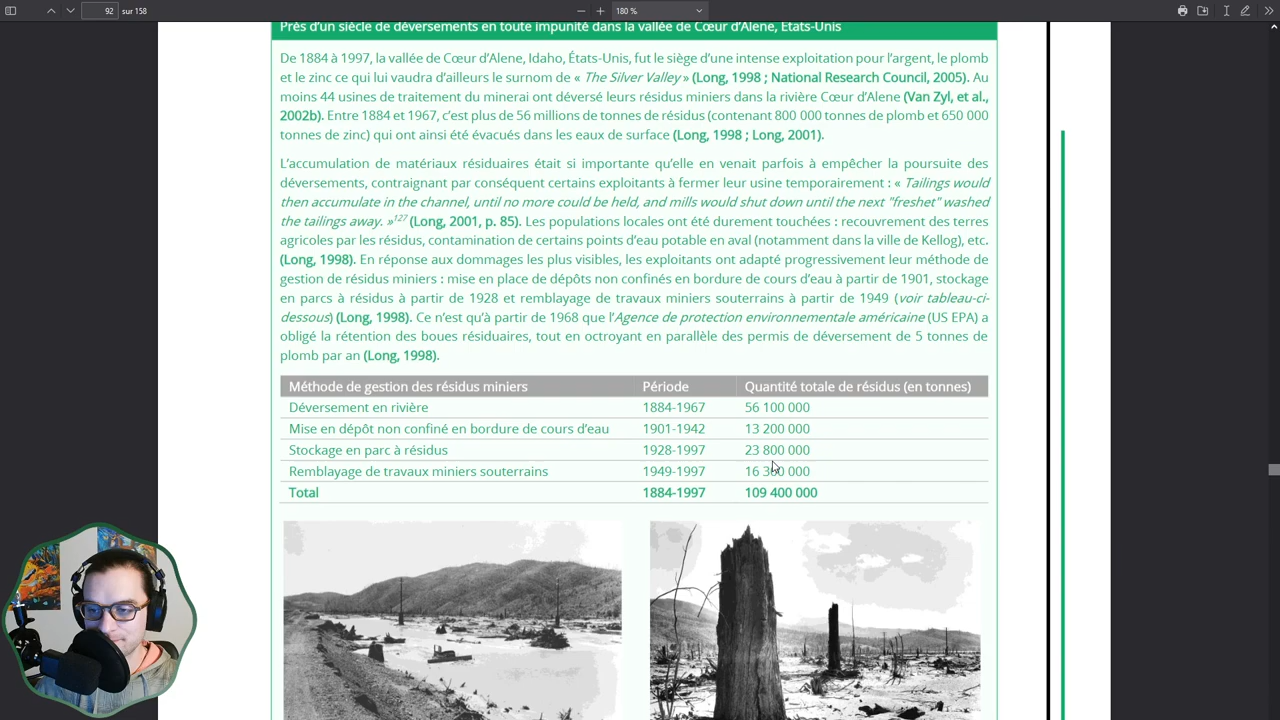 92 sur 158 180 %
Près d'un siècle de déversements en toute impunité dans la vallée de Cœur d'Alene, Etats-Unis
De 1884 à 1997, la vallée de Cœur d'Alene, Idaho, États-Unis, fut le siège d'une intense exploitation pour l'argent, le plomb
et le zinc ce qui lui vaudra d'ailleurs le surnom de « The Silver Valley » (Long, 1998 ; National Research Council, 2005). Au
moins 44 usines de traitement du minerai ont déversé leurs résidus miniers dans la rivière Cœur d'Alene (Van Zyl, et al.,
2002b). Entre 1884 et 1967, c'est plus de 56 millions de tonnes de résidus (contenant 800 000 tonnes de plomb et 650 000
tonnes de zinc) qui ont ainsi été évacués dans les eaux de surface (Long, 1998 ; Long, 2001).
L'accumulation de matériaux résiduaires était si importante qu'elle en venait parfois à empêcher la poursuite des
déversements, contraignant par conséquent certains exploitants à fermer leur usine temporairement : « Tailings would
then accumulate in the channel, until no more could be held, and mills would shut down until the next "freshet" washed
the tailings away. »127 (Long, 2001, p. 85). Les populations locales ont été durement touchées : recouvrement des terres
agricoles par les résidus, contamination de certains points d'eau potable en aval (notamment dans la ville de Kellog), etc.
(Long, 1998). En réponse aux dommages les plus visibles, les exploitants ont adapté progressivement leur méthode de
gestion de résidus miniers : mise en place de dépôts non confinés en bordure de cours d'eau à partir de 1901, stockage
en parcs à résidus à partir de 1928 et remblayage de travaux miniers souterrains à partir de 1949 (voir tableau-ci-
dessous) (Long, 1998). Ce n'est qu'à partir de 1968 que l'Agence de protection environnementale américaine (US EPA) a
obligé la rétention des boues résiduaires, tout en octroyant en parallèle des permis de déversement de 5 tonnes de
plomb par an (Long, 1998).
Méthode de gestion des résidus miniers Période Quantité totale de résidus (en tonnes)
Déversement en rivière 1884-1967 56 100 000
Mise en dépôt non confiné en bordure de cours d'eau 1901-1942 13 200 000
Stockage en parc à résidus 1928-1997 23 800 000
Remblayage de travaux miniers souterrains 1949-1997 16 300 000
Total 1884-1997 109 400 000